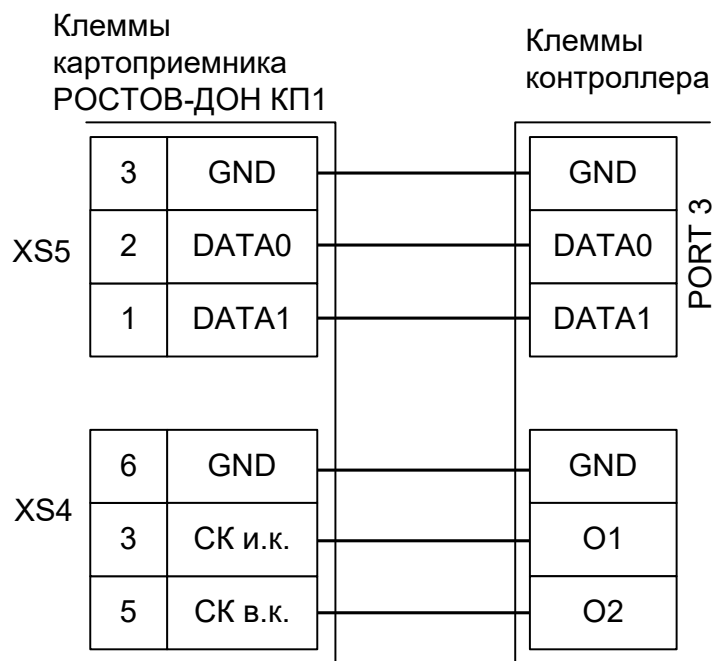 Клеммы
картоприемника
РОСТОВ-ДОН КП1
Клеммы
контроллера
XS5
3 GND
2 DATA0
1 DATA1
GND
DATA0
DATA1
PORT 3
XS4
6 GND
3 СК и.к.
5 СК в.к.
GND
O1
O2